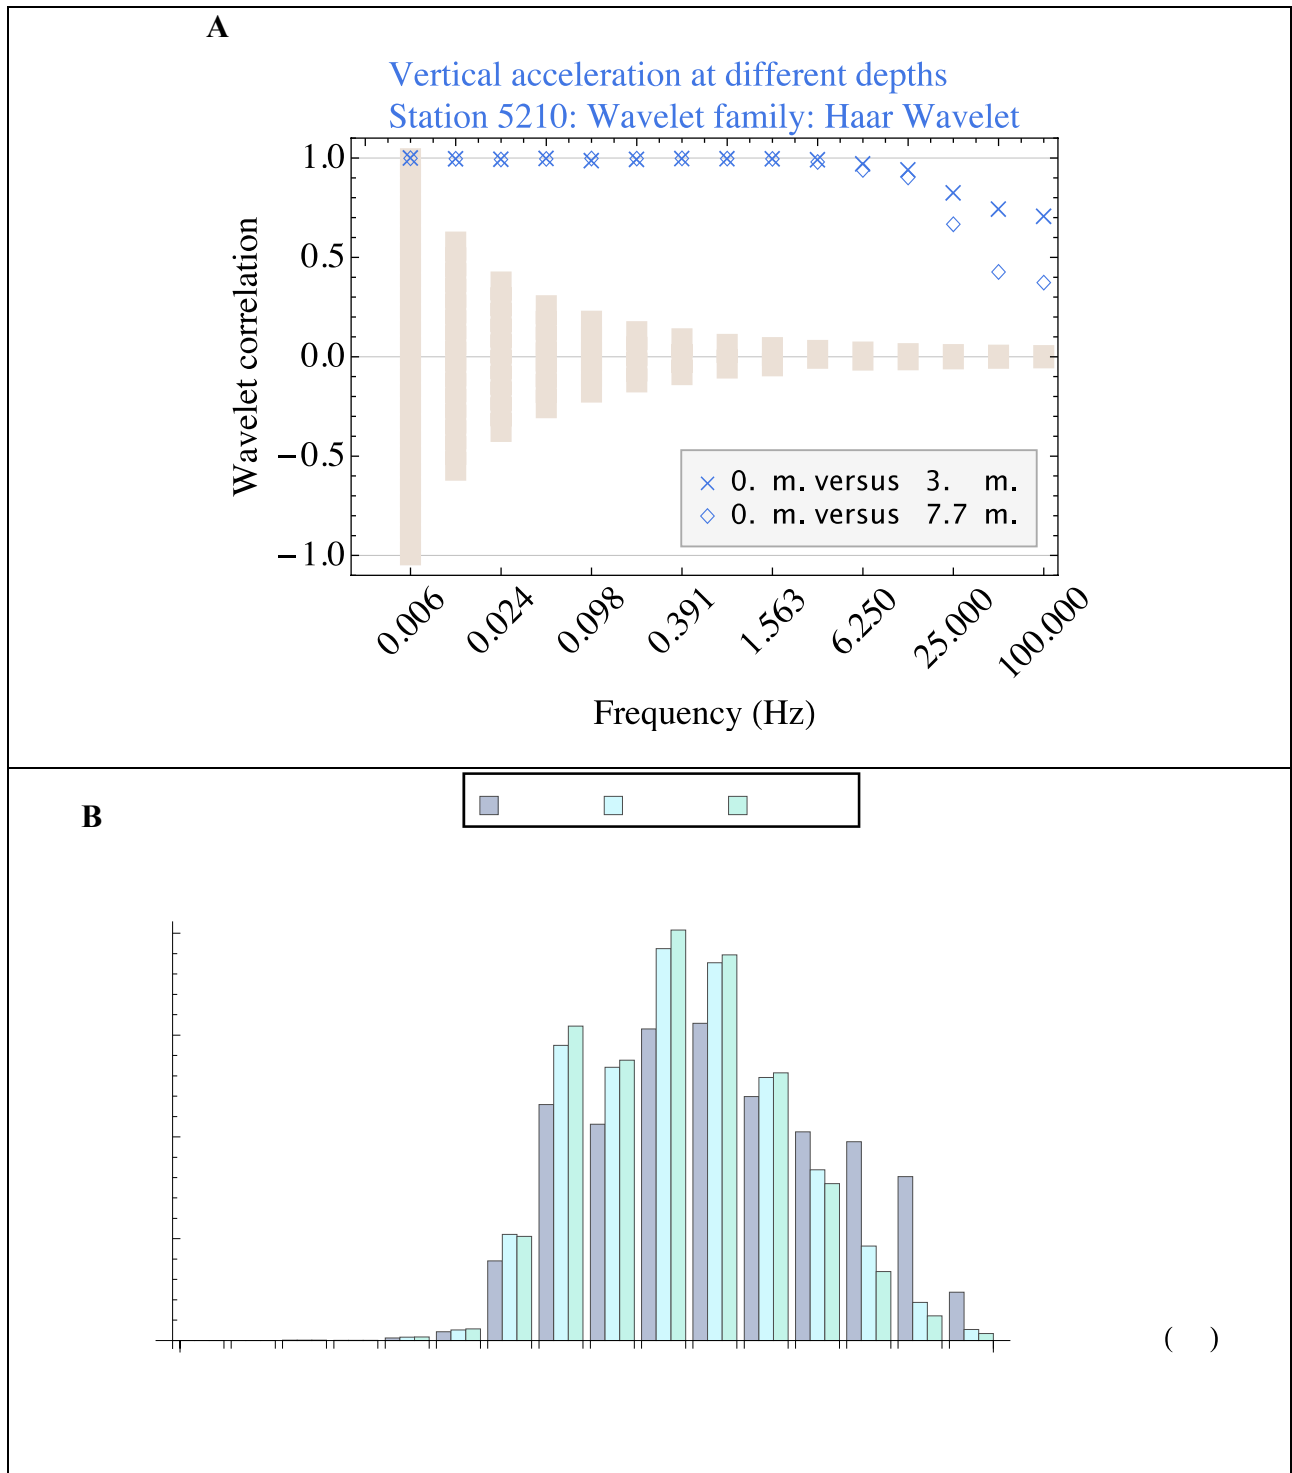 A
Vertical acceleration at different depths
Station 5210: Wavelet family: Haar Wavelet
1.0
0.5
0.0
−0.5
−1.0
Wavelet correlation
× 0. m. versus 3. m.
◇ 0. m. versus 7.7 m.
0.006 0.024 0.098 0.391 1.563 6.250 25.000 100.000
Frequency (Hz)
B
( )